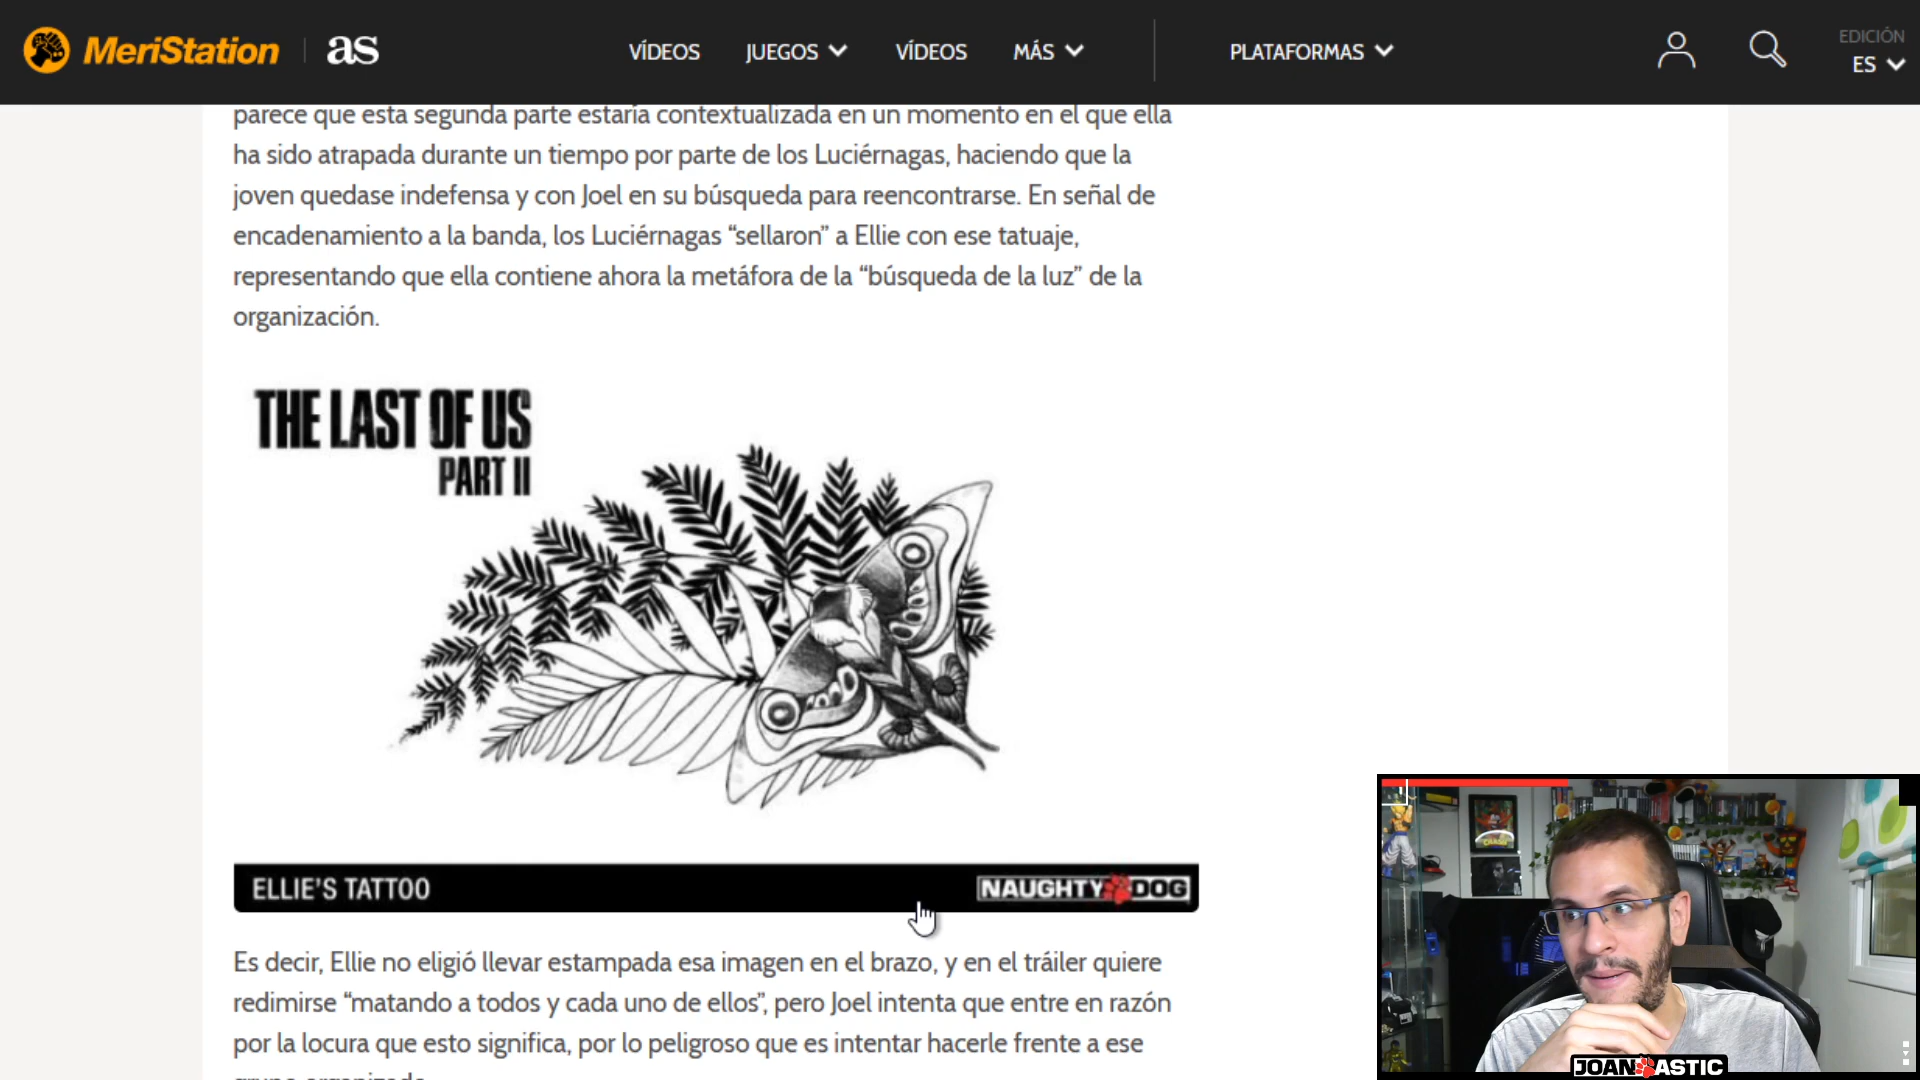 MeriStation as
VÍDEOS JUEGOS VÍDEOS MÁS PLATAFORMAS
EDICIÓN
ES
parece que esta segunda parte estaría contextualizada en un momento en el que ella
ha sido atrapada durante un tiempo por parte de los Luciérnagas, haciendo que la
joven quedase indefensa y con Joel en su búsqueda para reencontrarse. En señal de
encadenamiento a la banda, los Luciérnagas “sellaron” a Ellie con ese tatuaje,
representando que ella contiene ahora la metáfora de la “búsqueda de la luz” de la
organización.
THE LAST OF US
PART II
ELLIE'S TATTOO
NAUGHTY DOG
Es decir, Ellie no eligió llevar estampada esa imagen en el brazo, y en el tráiler quiere
redimirse “matando a todos y cada uno de ellos”, pero Joel intenta que entre en razón
por la locura que esto significa, por lo peligroso que es intentar hacerle frente a ese
grupo organizado.
JOAN ASTIC